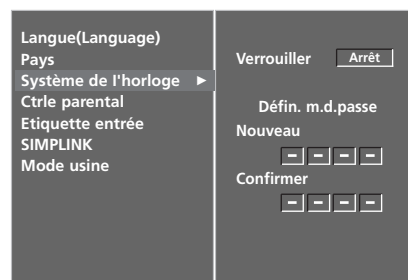 Langue(Language)
Pays
Système de l'horloge ►
Ctrle parental
Etiquette entrée
SIMPLINK
Mode usine
Verrouiller Arrêt
Défin. m.d.passe
Nouveau
– – – –
Confirmer
– – – –